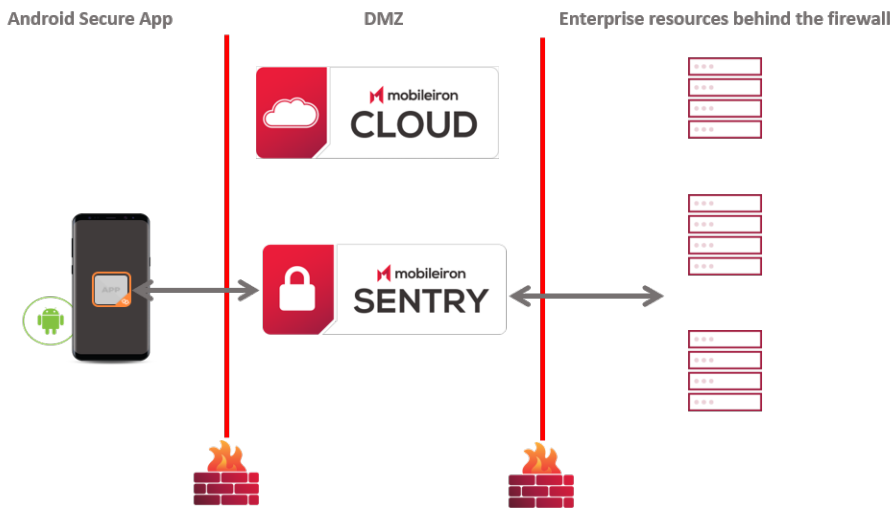 Android Secure App
DMZ
Enterprise resources behind the firewall
mobileiron
CLOUD
APP
mobileiron
SENTRY